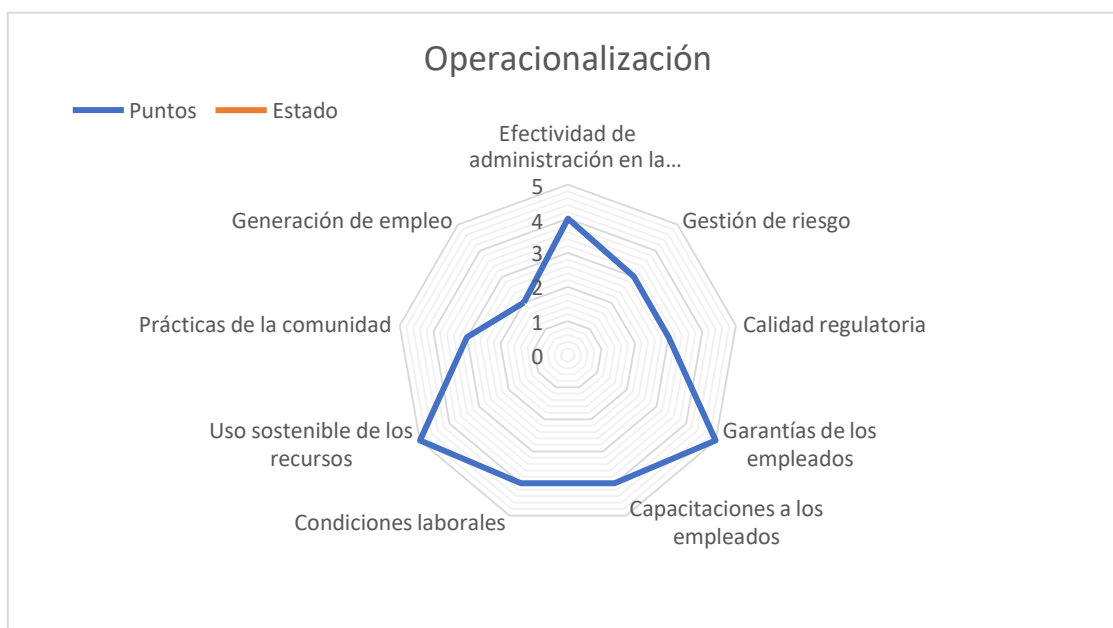 Operacionalización
Puntos
Estado
Efectividad de
administración en la...
Gestión de riesgo
Calidad regulatoria
Garantías de los
empleados
Capacitaciones a los
empleados
Condiciones laborales
Uso sostenible de los
recursos
Prácticas de la comunidad
Generación de empleo
5
4
3
2
1
0